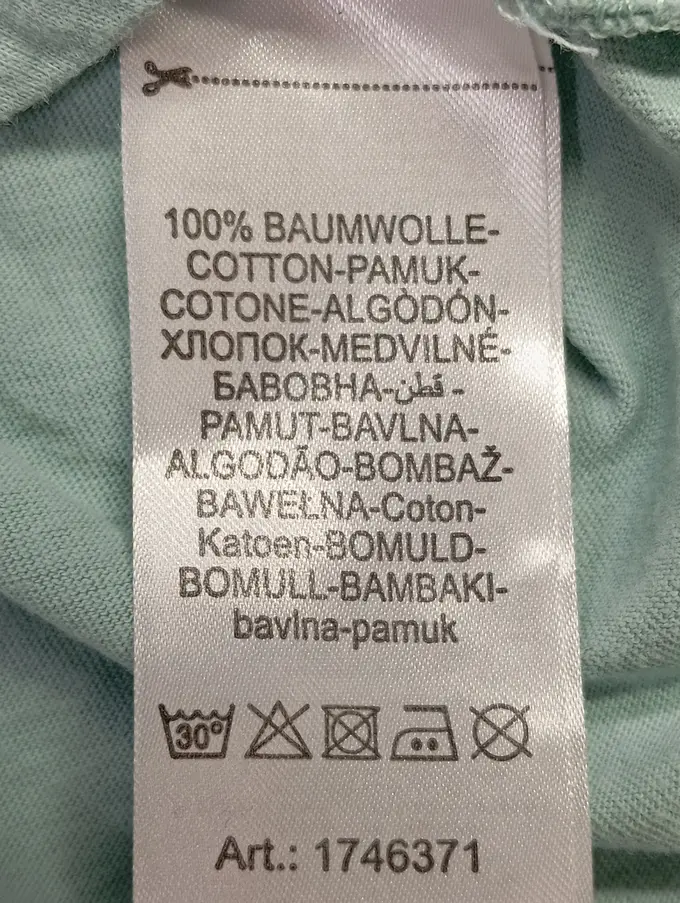 100% BAUMWOLLE-
COTTON-PAMUK-
COTONE-ALGÒDÓN-
ХЛОПОК-MEDVILNÉ-
БАВОВНА-قطن -
PAMUT-BAVLNA-
ALGODÃO-BOMBAŽ-
BAWEŁNA-Coton-
Katoen-BOMULD-
BOMULL-BAMBAKI-
bavlna-pamuk
30°
Art.: 1746371